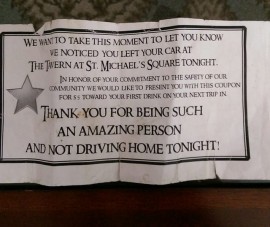 We want to take this moment to let you know
we noticed you left your car at
The Tavern at St. Michael's Square tonight.
In honor of your commitment to the safety of our
community we would like to present you with this coupon
for $5 toward your first drink on your next trip in.
Thank you for being such
an amazing person
and not driving home tonight!